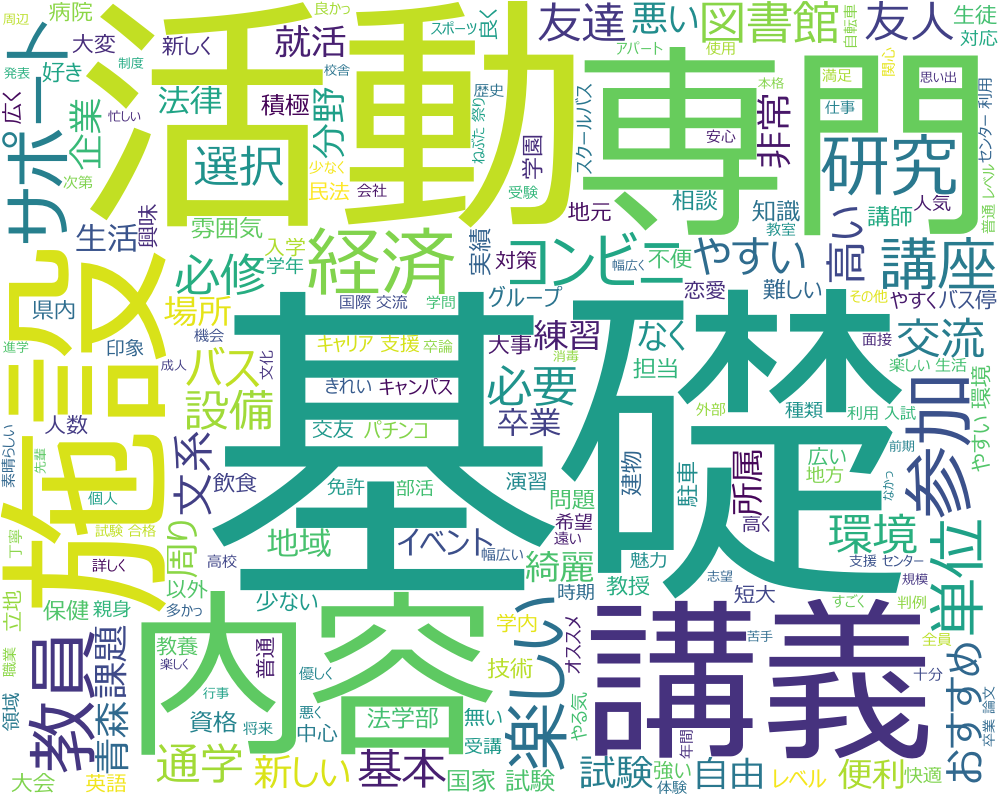 病院
良かっ
スポーツ
良く
友達
悪い
図書館
友人
生徒
対応
周辺
大変
新しく
就活
アパート
使用
自転車
関心
発表
制度
好き
校舎
歴史
本格
満足
思い出
広く
忙しい
法律
積極
分野
ねぶた 祭り
スクールバス
安心
非常
仕事
センター 利用
サポート
活動
専門
企業
選択
少なく
民法
学園
研究
次第
会社
受験
相談
知識
講師
人気
普通 レベル
生活
興味
雰囲気
地元
教室
施設
必修
入学
学年
経済
実績
対策
コンビニ
幅広く
不便
やすい
高い
講座
県内
場所
国際 交流
学問
グループ
恋愛
難しい
その他
やすく
バス停
進学
印象
機会
キャリア 支援
卒論
大事
練習
なく
面接
交流
成人
バス
文化
きれい
キャンパス
消毒
必要
担当
楽しい 生活
人数
設備
交友
パチンコ
卒業
外部
種類
利用 入試
やすい 環境
素晴らしい
先輩
文系
飲食
基礎
免許
部活
演習
問題
建物
駐車
所属
広い
地方
前期
参加
個人
希望
高く
なかっ
丁寧
試験 合格
周り
地域
イベント
遠い
環境
詳しく
高校
幅広い
綺麗
魅力
支援 センター
立地
保健
親身
以外
少ない
時期
教授
志望
規模
単位
多かっ
短大
すごく
判例
教員
青森
課題
教養
普通
内容
学内
オススメ
講義
苦手
全員
職業
楽しく
優しく
技術
楽しい
やる気
おすすめ
領域
行事
悪く
十分
資格
将来
中心
法学部
無い
受講
年間
卒業 論文
大会
英語
通学
新しい
基本
国家
試験
試験
強い
体験
自由
レベル
便利
快適